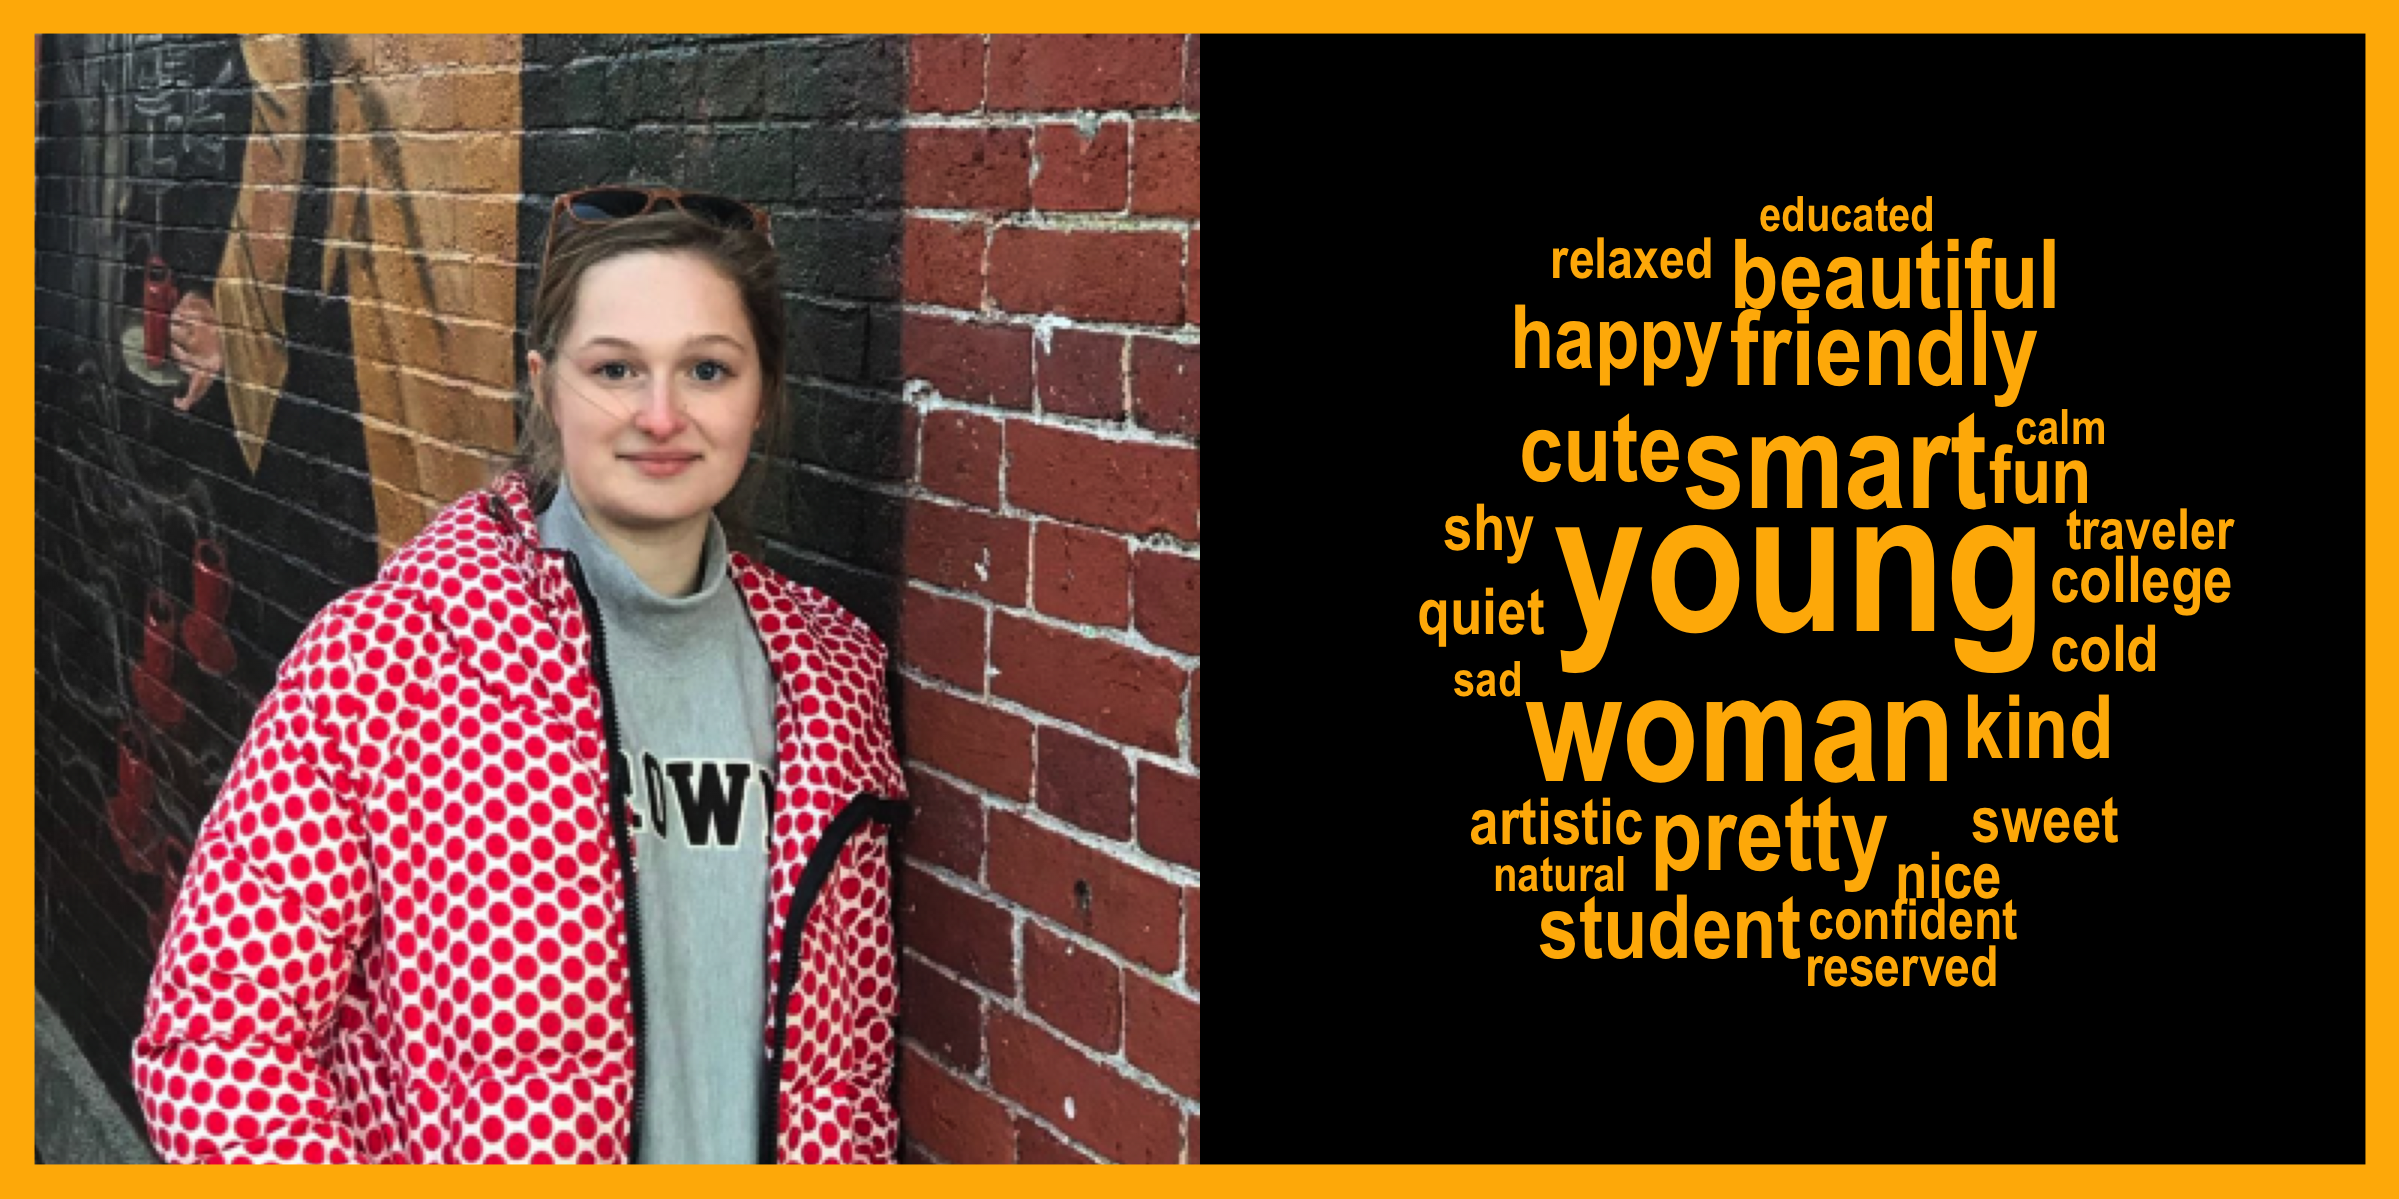 OW
educated
relaxed beautiful
happy friendly
cute smart calm
fun
shy young traveler
quiet college
sad cold
woman kind
artistic pretty sweet
natural nice
student confident
reserved